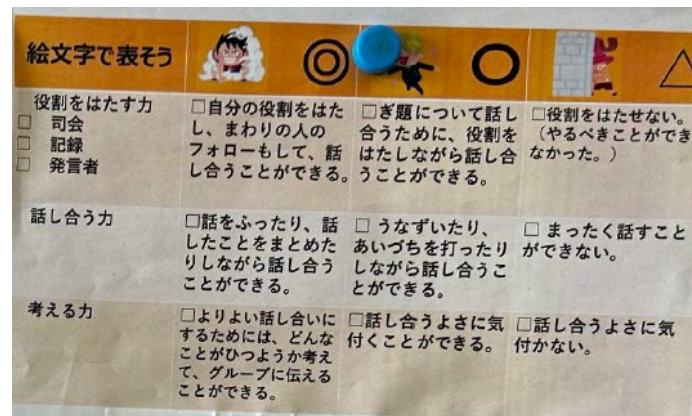 絵文字で表そう ◎ ○ △
役割をはたす力
□ 司会
□ 記録
□ 発言者
□自分の役割をはた
し、まわりの人の
フォローもして、話
し合うことができる。
□ぎ題について話し
合うために、役割を
はたしながら話し合
うことができる。
□役割をはたせない。
(やるべきことができ
なかった。)
話し合う力
□話をふったり、話
したことをまとめた
りしながら話し合う
ことができる。
□ うなずいたり、
あいづちを打ったり
しながら話し合うこ
とができる。
□ まったく話すこと
ができない。
考える力
□よりよい話し合いに
するためには、どんな
ことがひつようか考え
て、グループに伝える
ことができる。
□話し合うよさに気
付くことができる。
□話し合うよさに気
付かない。